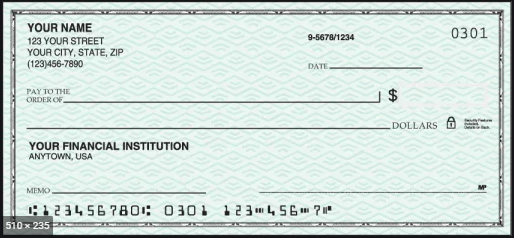 YOUR NAME
123 YOUR STREET
YOUR CITY, STATE, ZIP
(123)456-7890
9-5678/1234
0301
DATE
PAY TO THE
ORDER OF
$
DOLLARS
Security Features
Included.
Details on Back.
YOUR FINANCIAL INSTITUTION
ANYTOWN, USA
MEMO
MP
⑆123456780⑆ 0301 123⑈456⑈7⑈
510 × 235